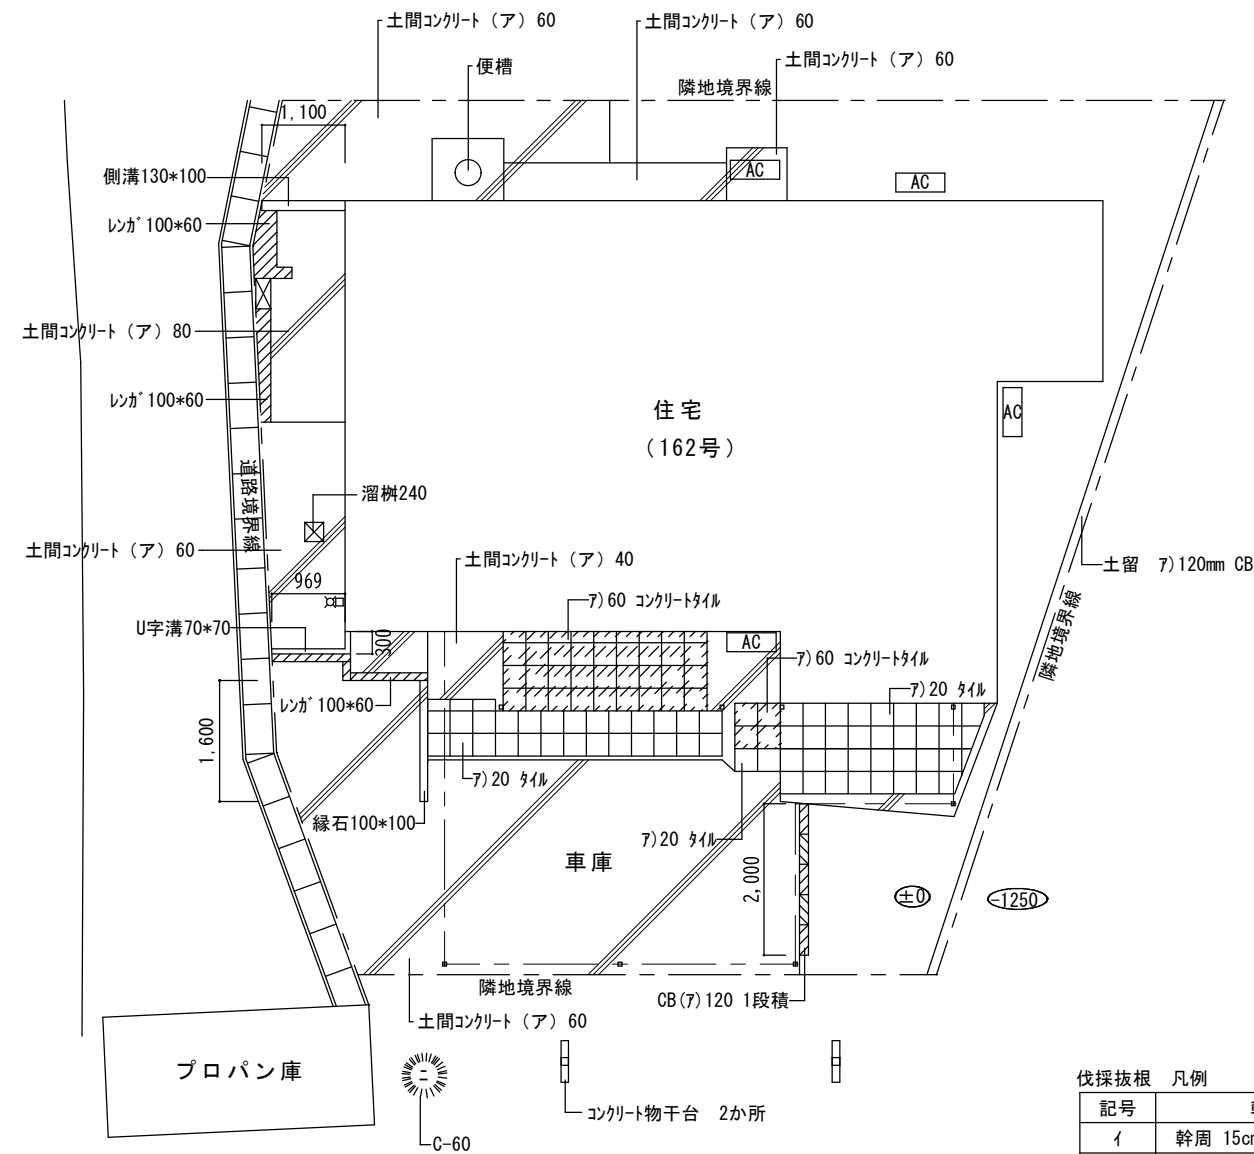 土間コンクリート（ア）60
土間コンクリート（ア）60
便槽
土間コンクリート（ア）60
隣地境界線
1,100
AC
AC
側溝130*100
レンガ100*60
土間コンクリート（ア）80
レンガ100*60
住宅
（162号）
AC
道路境界線
溜桝240
土間コンクリート（ア）60
土間コンクリート（ア）40
969
ア)60 コンクリートタイル
土留　ア)120mm CB
隣地境界線
U字溝70*70
300
AC
ア)60 コンクリートタイル
ア)20 タイル
レンガ100*60
1,600
ア)20 タイル
縁石100*100
ア)20 タイル
車庫
2,000
±0
-1250
隣地境界線
CB(ア)120 1段積
土間コンクリート（ア）60
プロパン庫
ニ
コンクリート物干台　2か所
C-60
伐採抜根　凡例
記号
イ
幹周 15cm